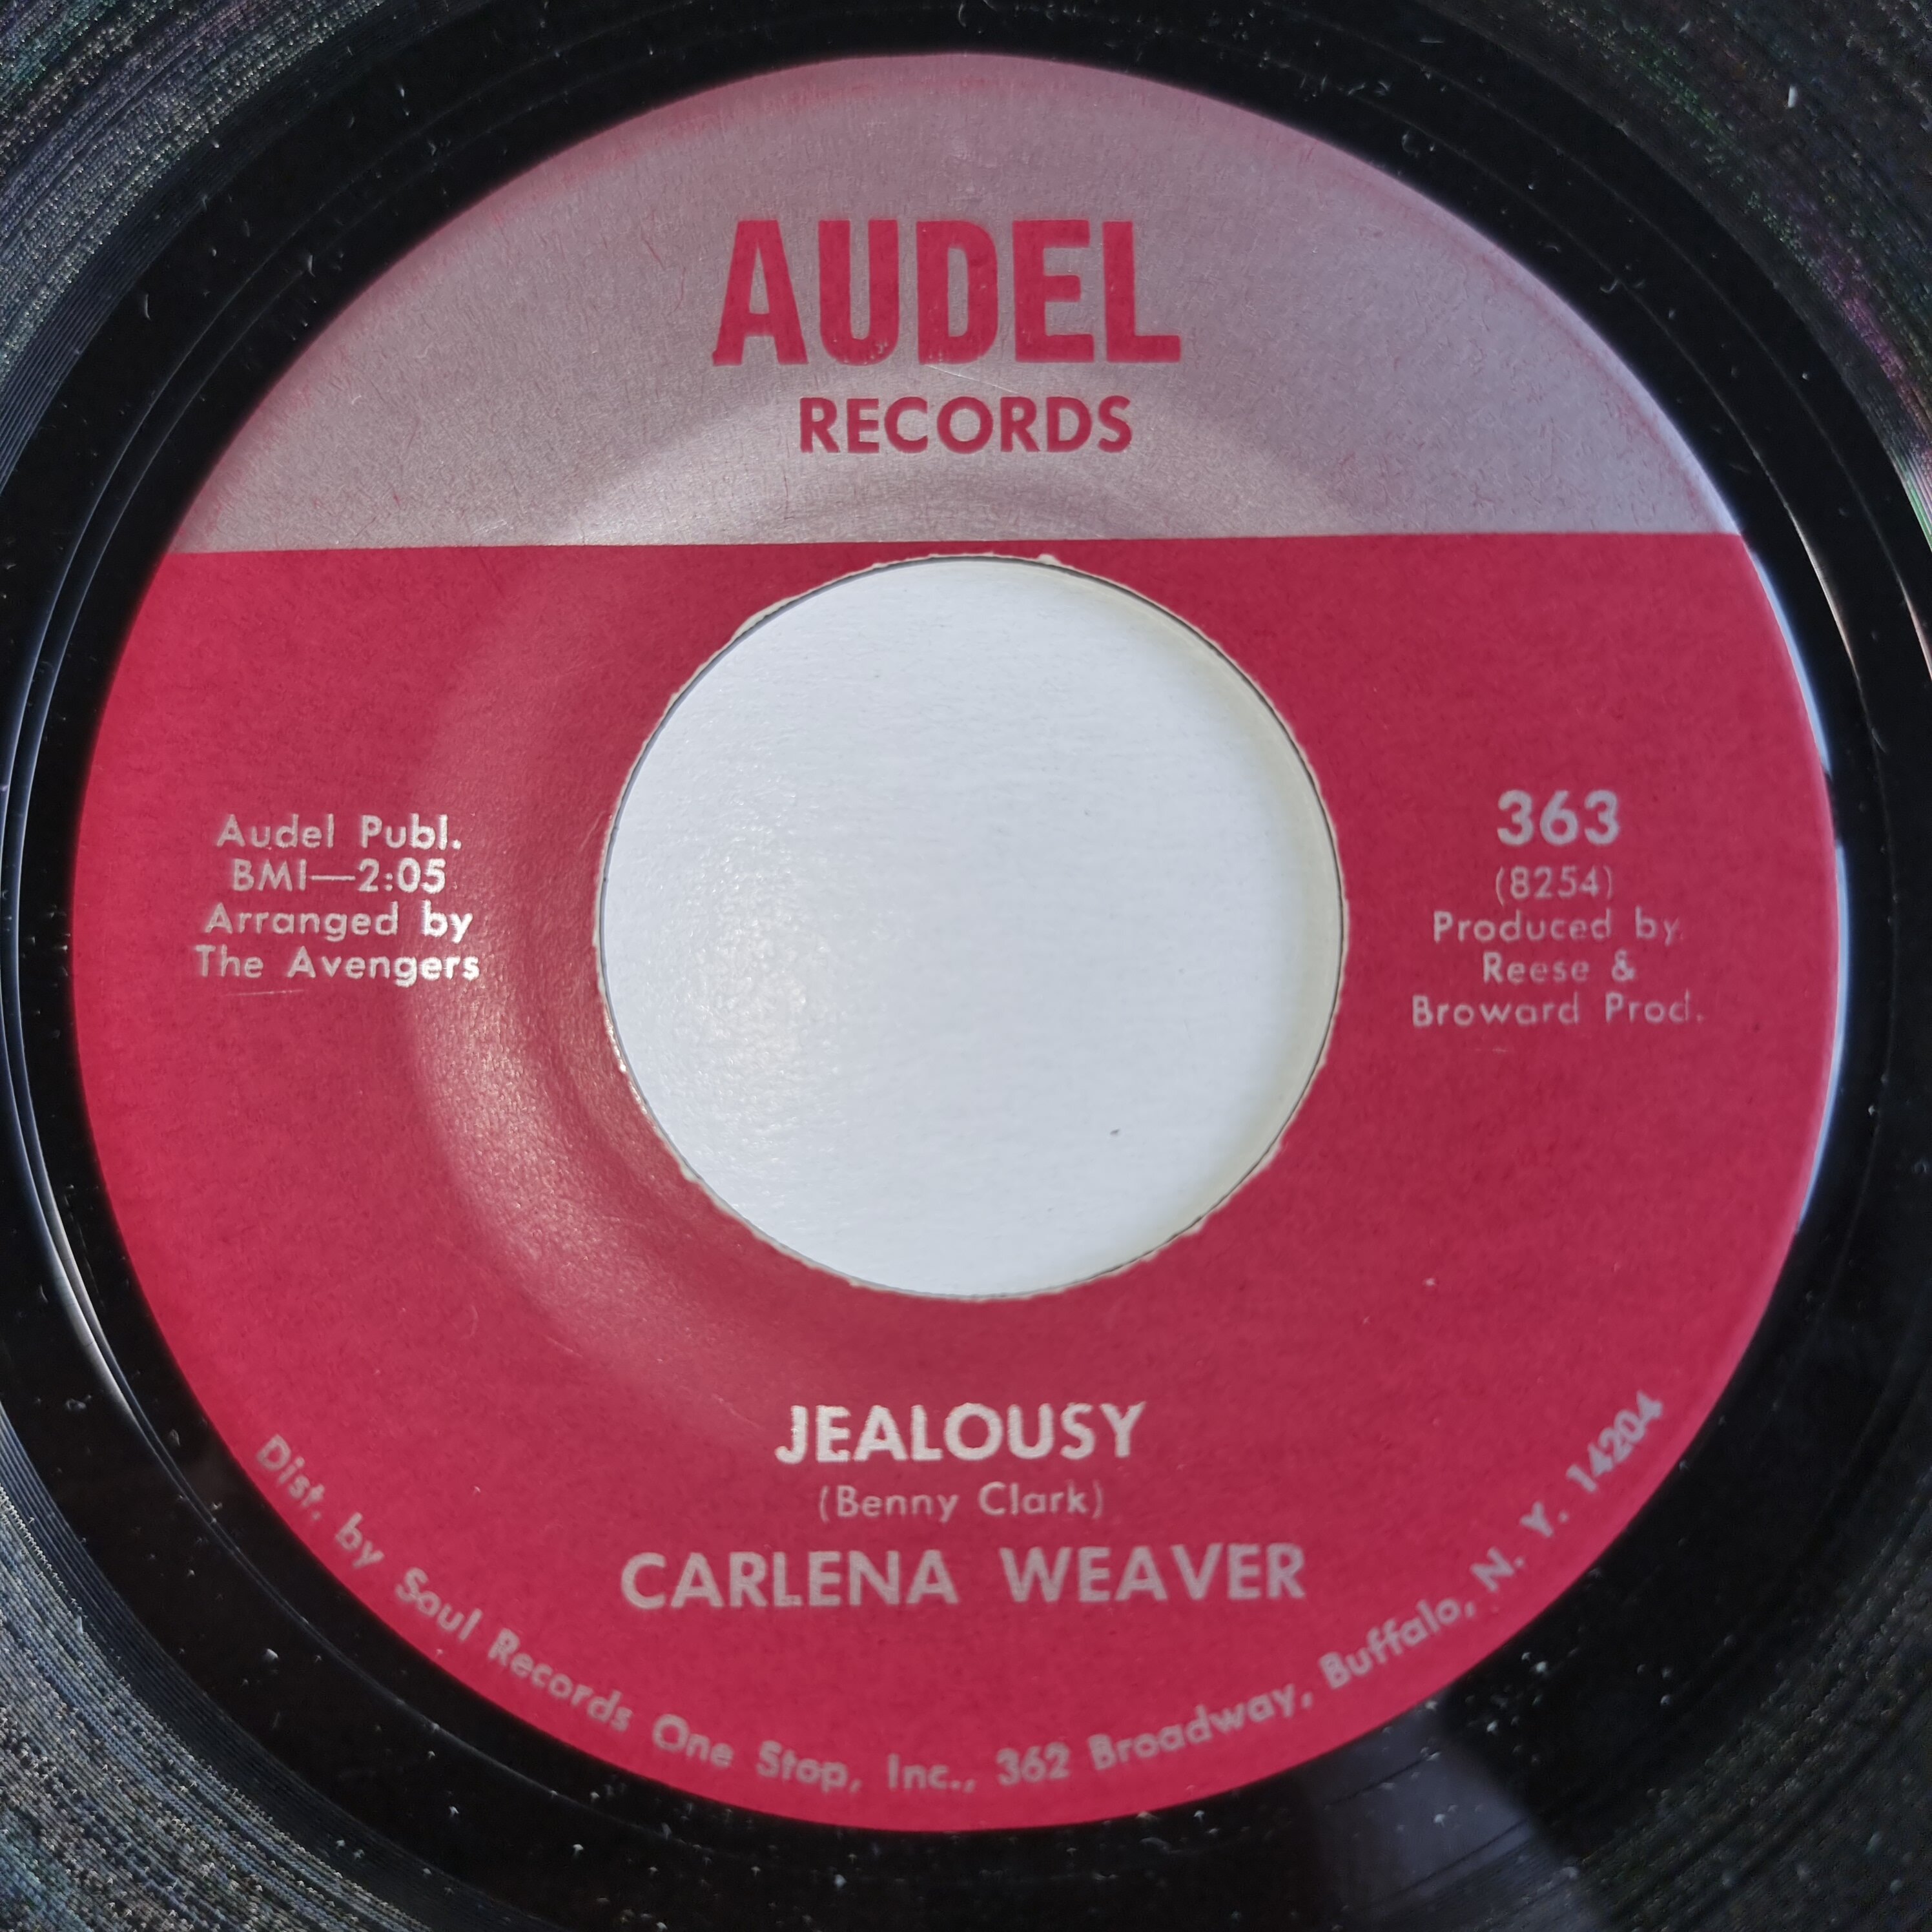 AUDEL
RECORDS
Audel Publ.
BMI—2:05
Arranged by
The Avengers
363
(8254)
Produced by
Reese &
Broward Prod.
JEALOUSY
(Benny Clark)
CARLENA WEAVER
Dist. by Soul Records One Stop, Inc., 362 Broadway, Buffalo, N. Y. 14204